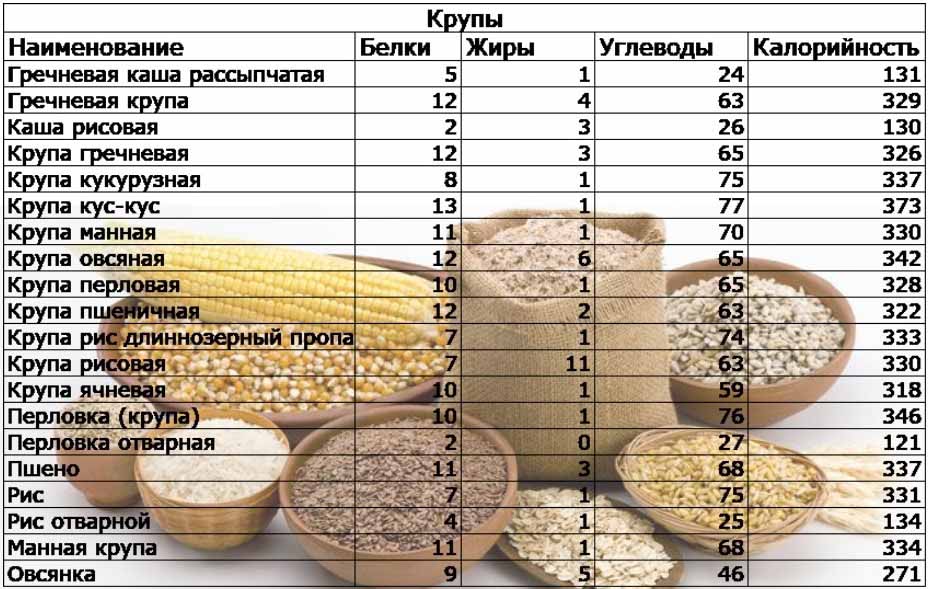 Крупы
Наименование Белки Жиры Углеводы Калорийность
Гречневая каша рассыпчатая 5 1 24 131
Гречневая крупа 12 4 63 329
Каша рисовая 2 3 26 130
Крупа гречневая 12 3 65 326
Крупа кукурузная 8 1 75 337
Крупа кус-кус 13 1 77 373
Крупа манная 11 1 70 330
Крупа овсяная 12 6 65 342
Крупа перловая 10 1 65 328
Крупа пшеничная 12 2 63 322
Крупа рис длиннозерный пропа 7 1 74 333
Крупа рисовая 7 11 63 330
Крупа ячневая 10 1 59 318
Перловка (крупа) 10 1 76 346
Перловка отварная 2 0 27 121
Пшено 11 3 68 337
Рис 7 1 75 331
Рис отварной 4 1 25 134
Манная крупа 11 1 68 334
Овсянка 9 5 46 271